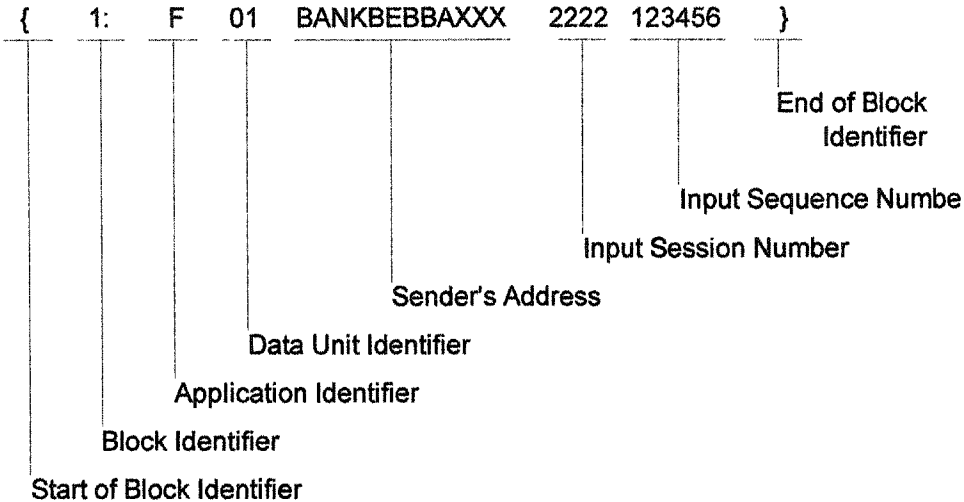 { 1: F 01 BANKBEBBAXXX 2222 123456 }
End of Block
Identifier
Input Sequence Numbe
Input Session Number
Sender's Address
Data Unit Identifier
Application Identifier
Block Identifier
Start of Block Identifier